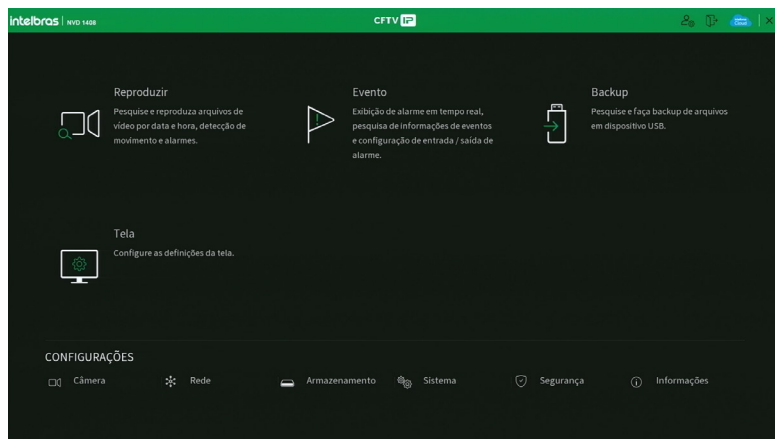 intelbras | NVD 1408
CFTV IP
Reproduzir
Pesquise e reproduza arquivos de
vídeo por data e hora, detecção de
movimento e alarmes.
Evento
Exibição de alarme em tempo real,
pesquisa de informações de eventos
e configuração de entrada / saída de
alarme.
Backup
Pesquise e faça backup de arquivos
em dispositivo USB.
Tela
Configure as definições da tela.
CONFIGURAÇÕES
Câmera
Rede
Armazenamento
Sistema
Segurança
Informações